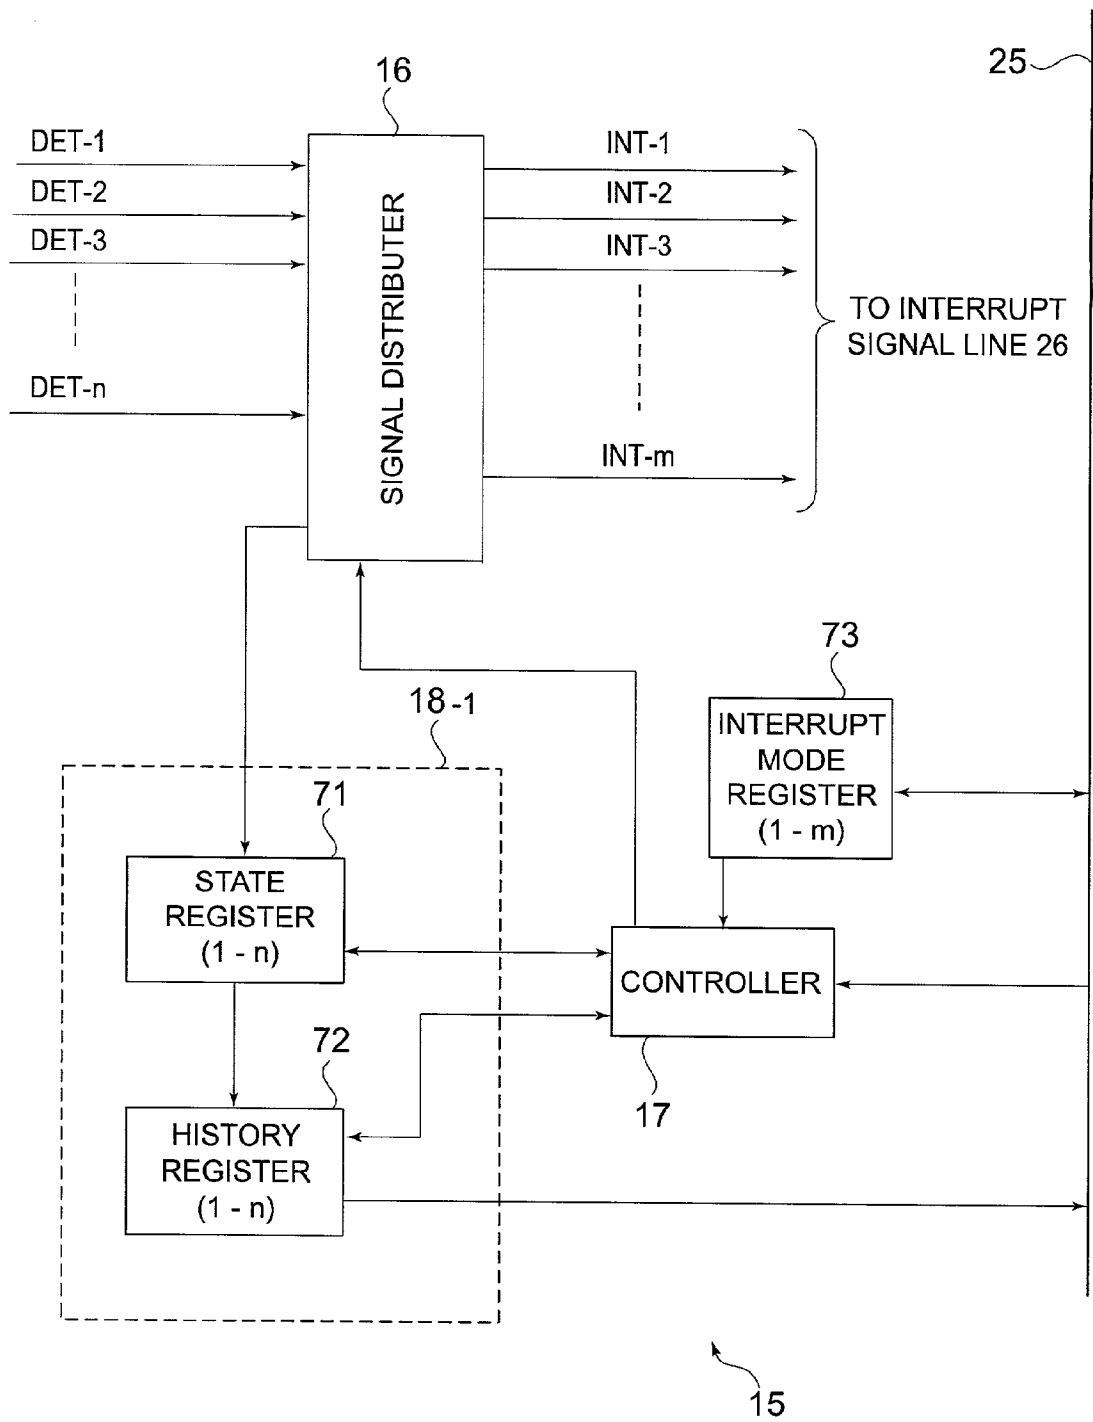 25
16
DET-1
DET-2
DET-3
DET-n
SIGNAL DISTRIBUTER
INT-1
INT-2
INT-3
INT-m
TO INTERRUPT
SIGNAL LINE 26
73
INTERRUPT
MODE
REGISTER
(1 - m)
18-1
71
STATE
REGISTER
(1 - n)
CONTROLLER
17
72
HISTORY
REGISTER
(1 - n)
15